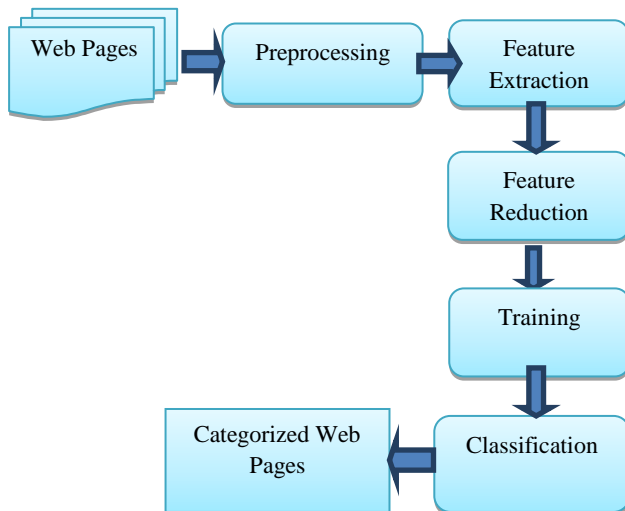 Web Pages
Preprocessing
Feature
Extraction
Feature
Reduction
Training
Classification
Categorized Web
Pages